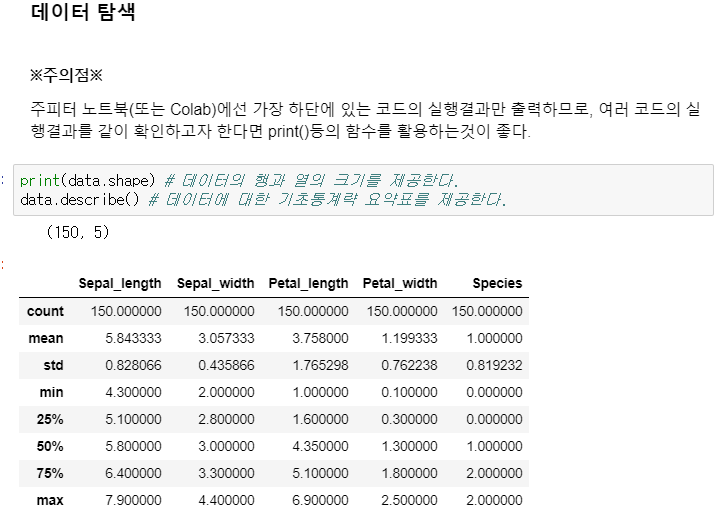 데이터 탐색
※주의점※
주피터 노트북(또는 Colab)에선 가장 하단에 있는 코드의 실행결과만 출력하므로, 여러 코드의 실
행결과를 같이 확인하고자 한다면 print()등의 함수를 활용하는것이 좋다.
print(data.shape) # 데이터의 행과 열의 크기를 제공한다.
data.describe() # 데이터에 대한 기초통계략 요약표를 제공한다.
(150, 5)
Sepal_length Sepal_width Petal_length Petal_width Species
count 150.000000 150.000000 150.000000 150.000000 150.000000
mean 5.843333 3.057333 3.758000 1.199333 1.000000
std 0.828066 0.435866 1.765298 0.762238 0.819232
min 4.300000 2.000000 1.000000 0.100000 0.000000
25% 5.100000 2.800000 1.600000 0.300000 0.000000
50% 5.800000 3.000000 4.350000 1.300000 1.000000
75% 6.400000 3.300000 5.100000 1.800000 2.000000
max 7.900000 4.400000 6.900000 2.500000 2.000000